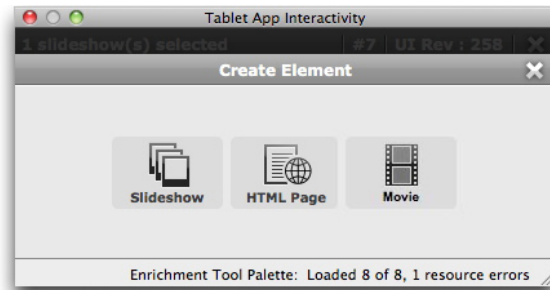 Tablet App Interactivity
1 slideshow(s) selected #7 UI Rev : 258 X
Create Element X
Slideshow HTML Page Movie
Enrichment Tool Palette: Loaded 8 of 8, 1 resource errors